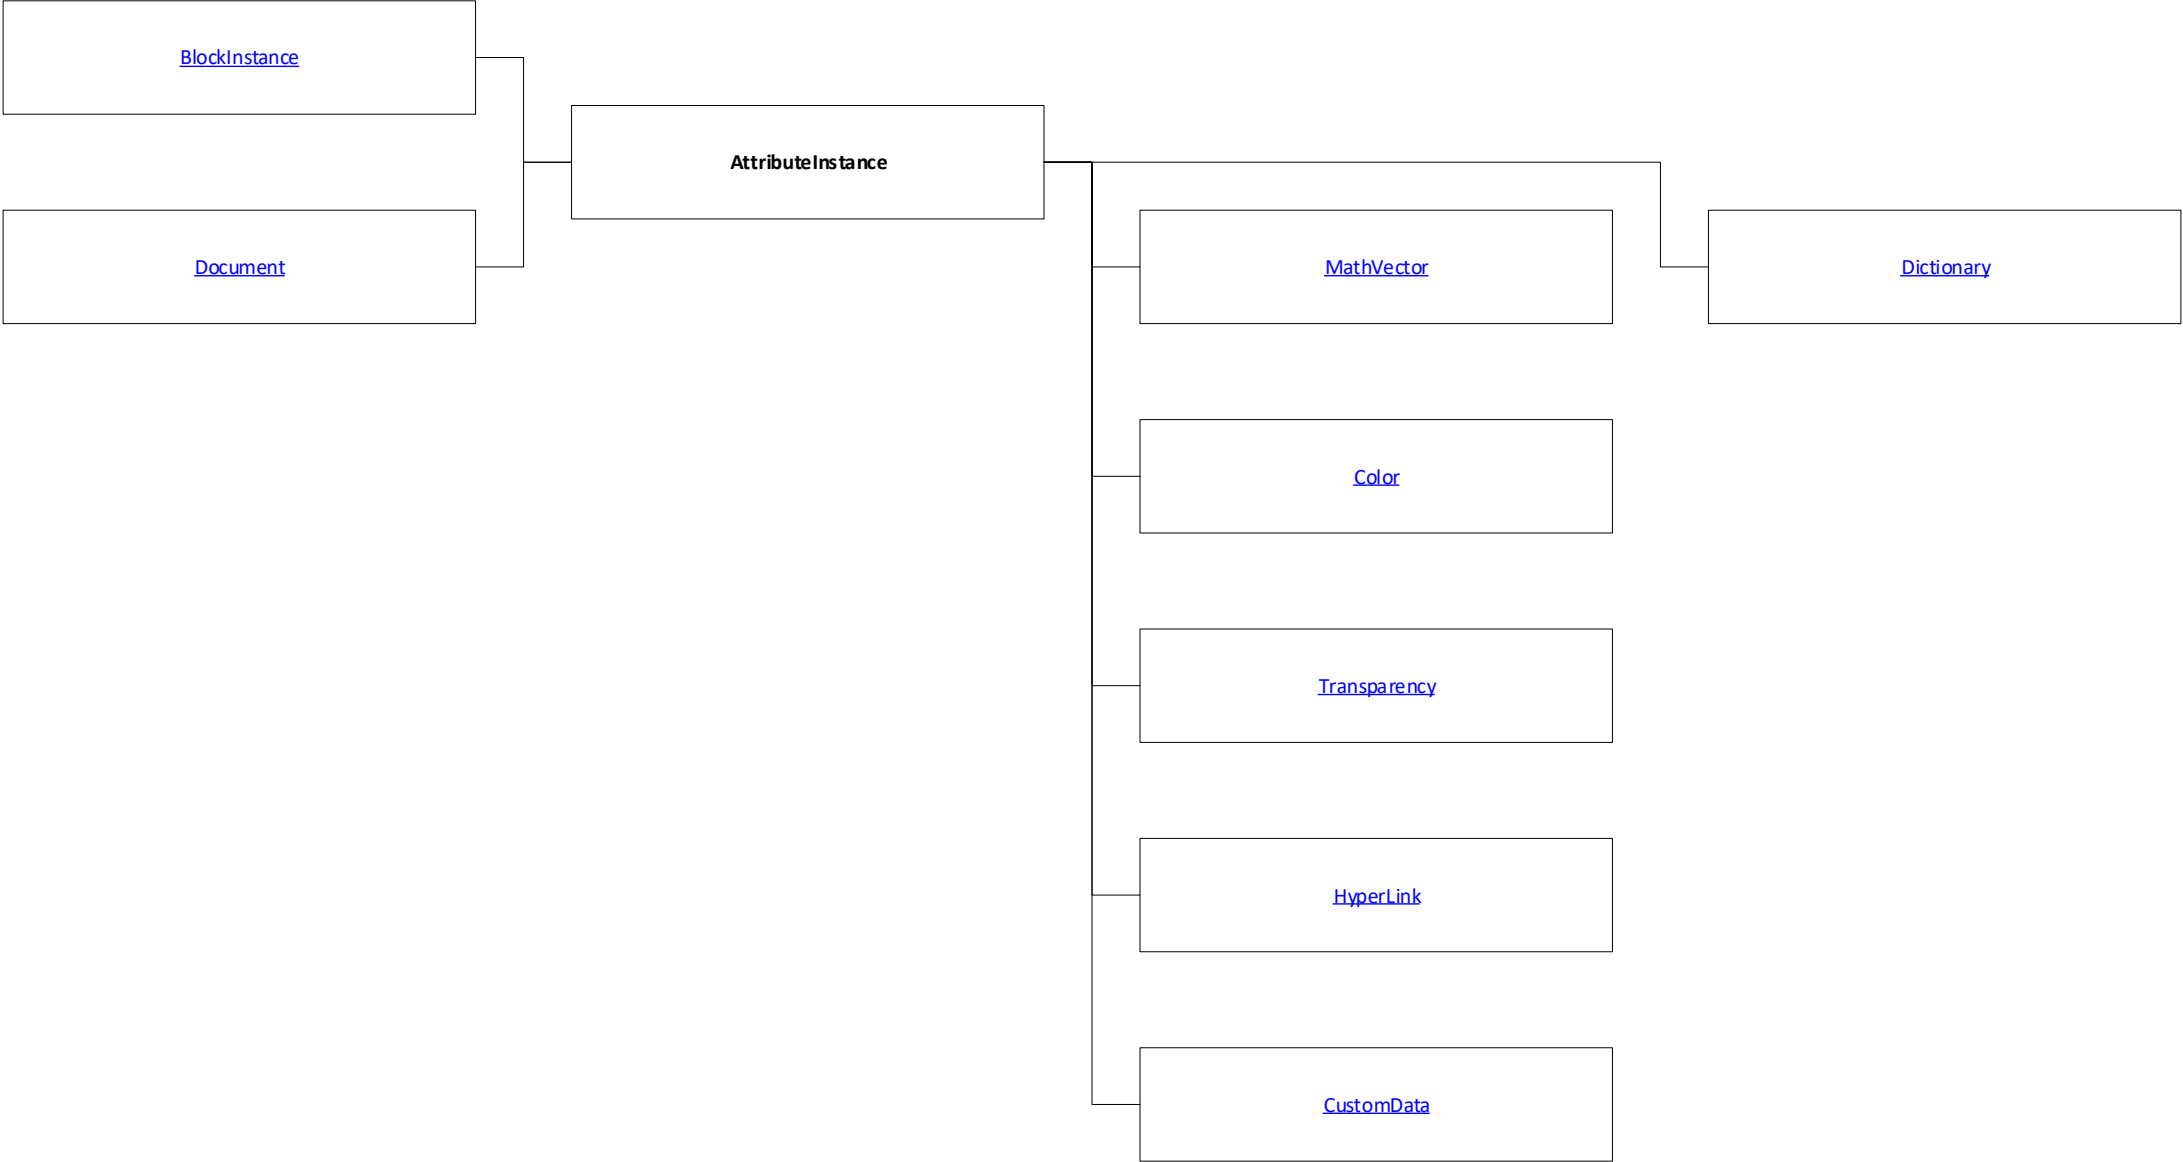 BlockInstance
AttributeInstance
Document
MathVector
Dictionary
Color
Transparency
HyperLink
CustomData